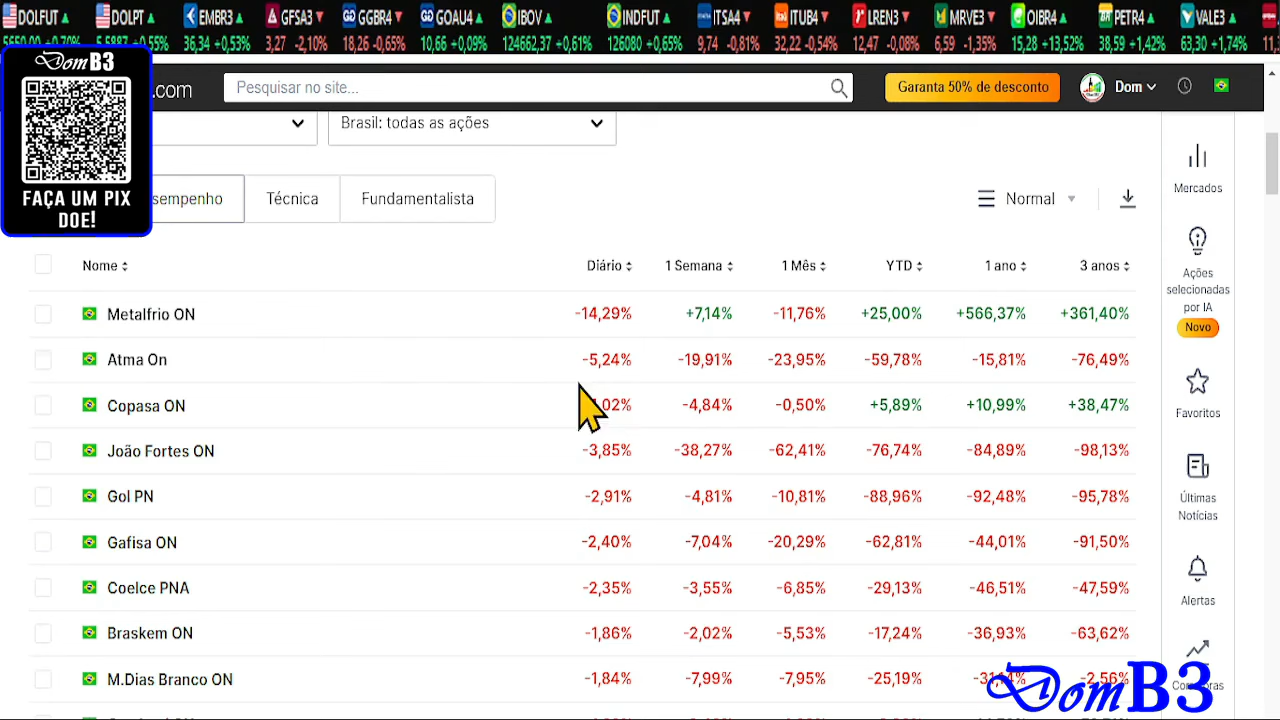 DOLFUT▲ DOLPT▲ EMBR3▲ GFSA3▼ GGBR4▼ GOAU4▲ IBOV▲ INDFUT▲ ITSA4▼ ITUB4▼ LREN3▼ MRVE3▼ OIBR4▲ PETR4▲ VALE3▲
+0,55% 36,34 +0,53% 3,27 -2,10% 18,26 -0,65% 10,66 +0,09% 124662,37 +0,61% 126080 +0,65% 9,74 -0,81% 32,22 -0,54% 12,47 -0,08% 6,59 -1,35% 15,28 +13,52% 38,59 +1,42% 63,30 +1,74%
DomB3
FAÇA UM PIX
DOE!
.com
Pesquisar no site...
Garanta 50% de desconto
Dom
Brasil: todas as ações
sempenho
Técnica
Fundamentalista
Normal
Nome Diário 1 Semana 1 Mês YTD 1 ano 3 anos
Metalfrio ON -14,29% +7,14% -11,76% +25,00% +566,37% +361,40%
Atma On -5,24% -19,91% -23,95% -59,78% -15,81% -76,49%
Copasa ON ,02% -4,84% -0,50% +5,89% +10,99% +38,47%
João Fortes ON -3,85% -38,27% -62,41% -76,74% -84,89% -98,13%
Gol PN -2,91% -4,81% -10,81% -88,96% -92,48% -95,78%
Gafisa ON -2,40% -7,04% -20,29% -62,81% -44,01% -91,50%
Coelce PNA -2,35% -3,55% -6,85% -29,13% -46,51% -47,59%
Braskem ON -1,86% -2,02% -5,53% -17,24% -36,93% -63,62%
M.Dias Branco ON -1,84% -7,99% -7,95% -25,19% -2,56%
Mercados
Ações
selecionadas
por IA
Novo
Favoritos
Últimas
Notícias
Alertas
DomB3